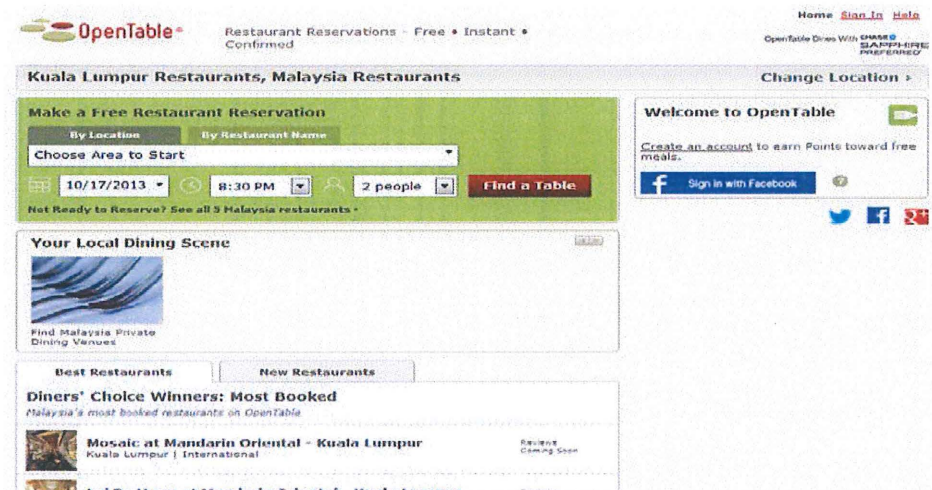 OpenTable
Restaurant Reservations - Free • Instant •
Confirmed
Home Sign In Help
OpenTable Dines With CHASE
SAPPHIRE
PREFERRED
Kuala Lumpur Restaurants, Malaysia Restaurants
Change Location ›
Make a Free Restaurant Reservation
By Location
By Restaurant Name
Choose Area to Start
10/17/2013
8:30 PM
2 people
Find a Table
Not Ready to Reserve? See all 5 Malaysia restaurants
Welcome to OpenTable
Create an account to earn Points toward free
meals.
f Sign in with Facebook
?
f g+
Your Local Dining Scene
Find Malaysia Private
Dining Venues
Best Restaurants
New Restaurants
Diners' Choice Winners: Most Booked
Malaysia's most booked restaurants on OpenTable
Mosaic at Mandarin Oriental - Kuala Lumpur
Kuala Lumpur | International
Reviews
Coming Soon